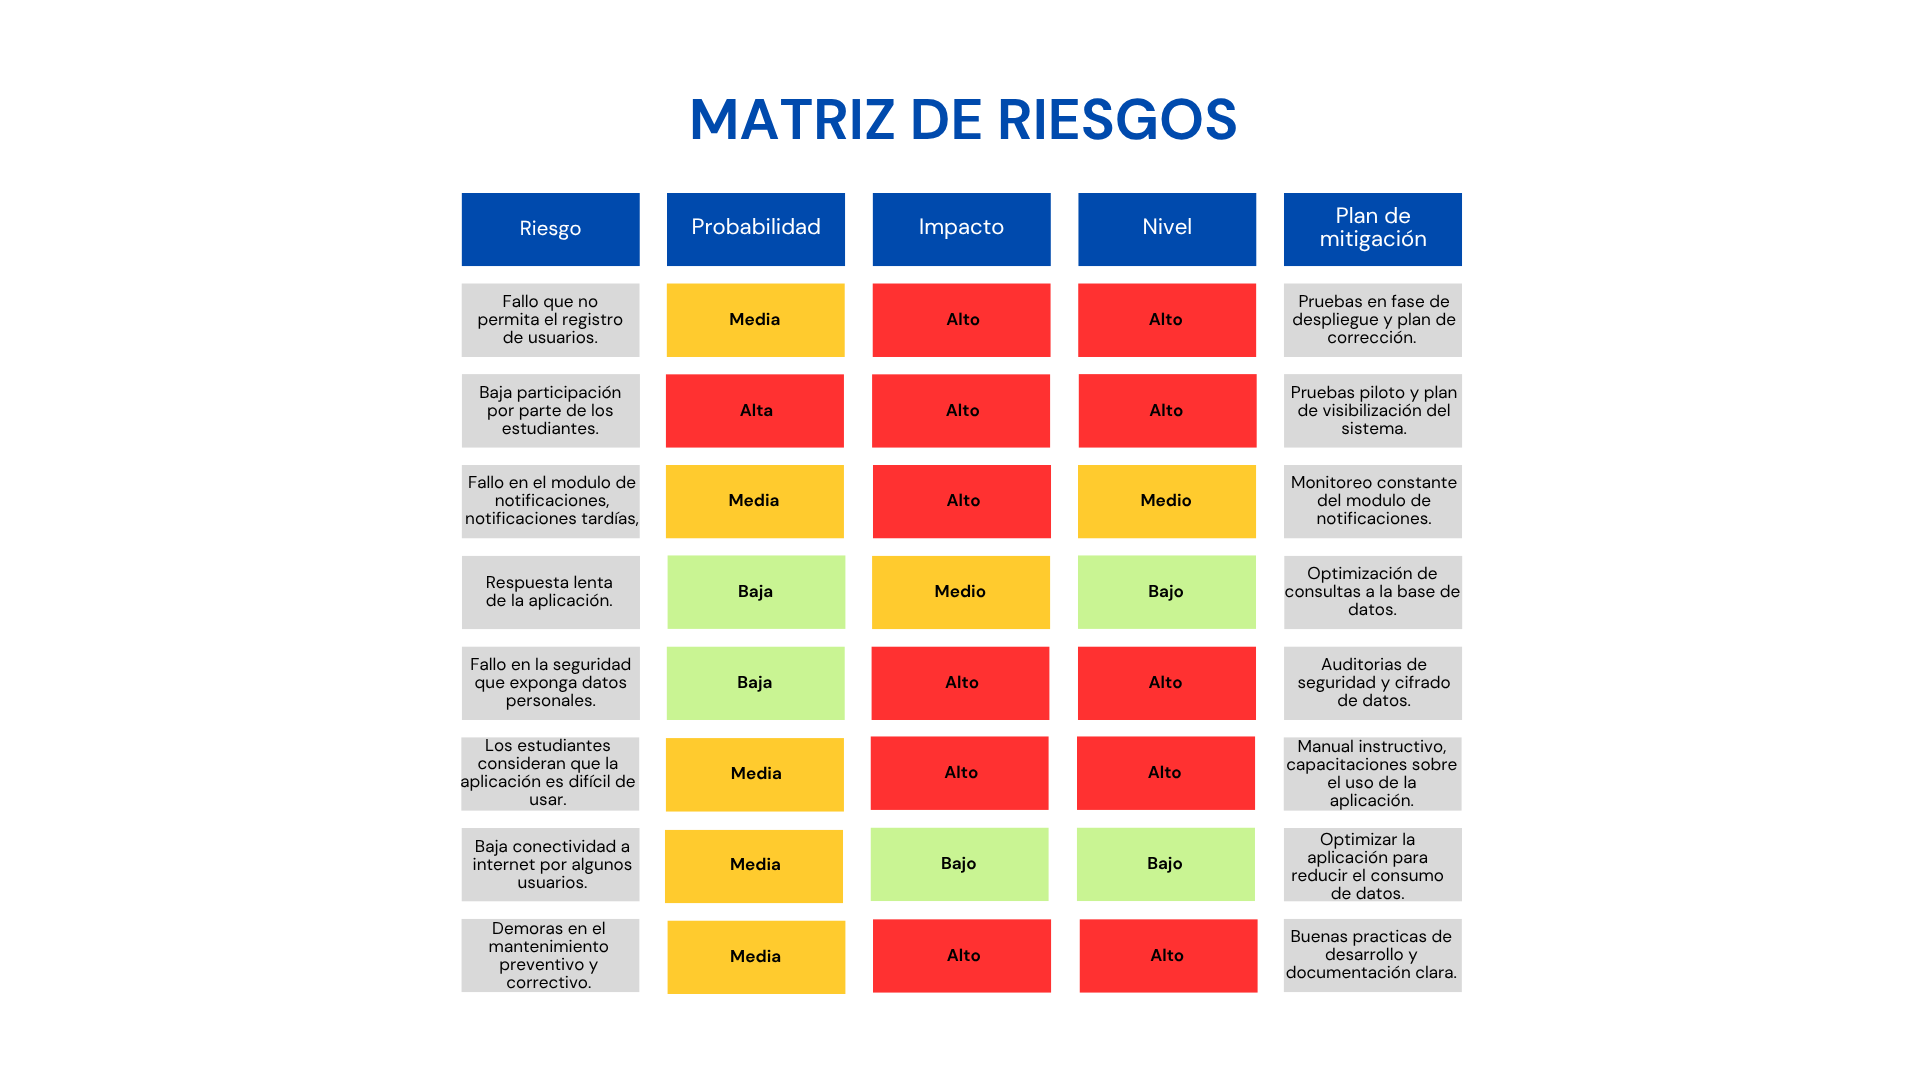 MATRIZ DE RIESGOS
Riesgo
Probabilidad
Impacto
Nivel
Plan de
mitigación
Fallo que no
permita el registro
de usuarios.
Media
Alto
Alto
Pruebas en fase de
despliegue y plan de
corrección.
Baja participación
por parte de los
estudiantes.
Alta
Alto
Alto
Pruebas piloto y plan
de visibilización del
sistema.
Fallo en el modulo de
notificaciones,
notificaciones tardías,
Media
Alto
Medio
Monitoreo constante
del modulo de
notificaciones.
Respuesta lenta
de la aplicación.
Baja
Medio
Bajo
Optimización de
consultas a la base de
datos.
Fallo en la seguridad
que exponga datos
personales.
Baja
Alto
Alto
Auditorias de
seguridad y cifrado
de datos.
Los estudiantes
consideran que la
aplicación es difícil de
usar.
Media
Alto
Alto
Manual instructivo,
capacitaciones sobre
el uso de la
aplicación.
Baja conectividad a
internet por algunos
usuarios.
Media
Bajo
Bajo
Optimizar la
aplicación para
reducir el consumo
de datos.
Demoras en el
mantenimiento
preventivo y
correctivo.
Media
Alto
Alto
Buenas practicas de
desarrollo y
documentación clara.